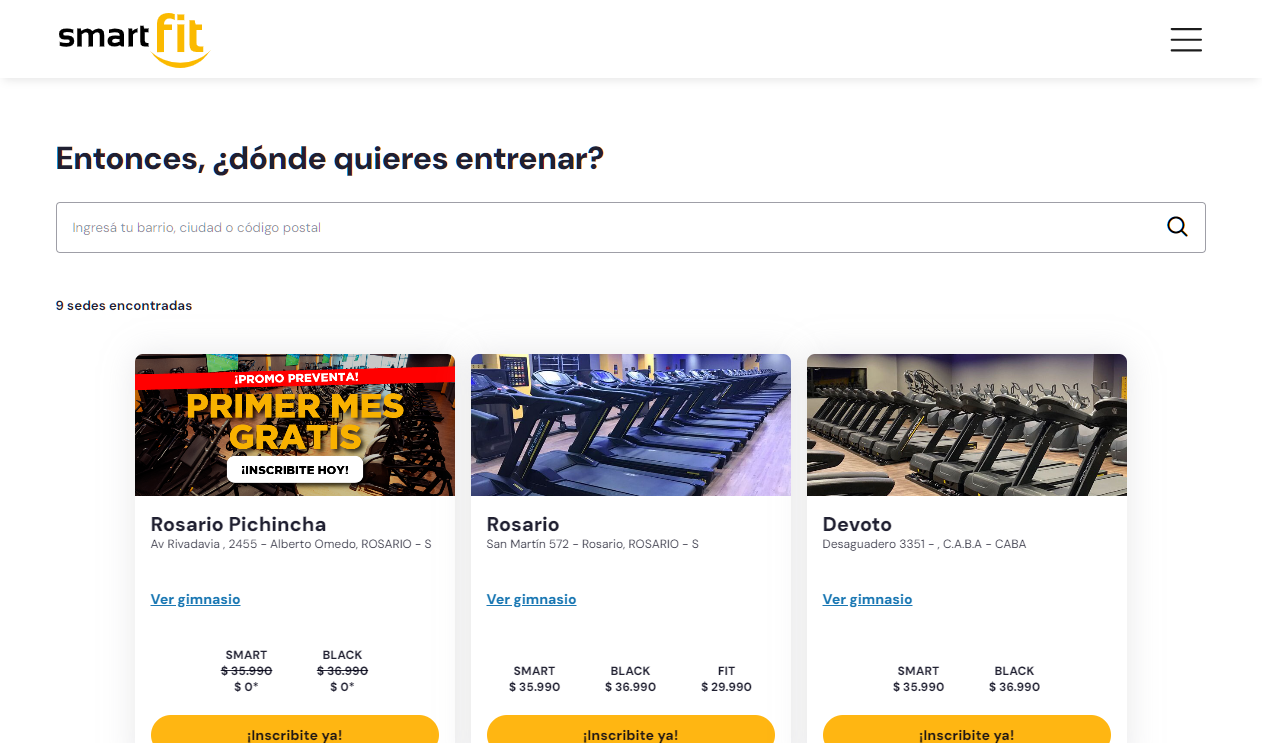 smart fit
Entonces, ¿dónde quieres entrenar?
Ingresá tu barrio, ciudad o código postal
9 sedes encontradas
¡PROMO PREVENTA!
PRIMER MES
GRATIS
¡INSCRIBITE HOY!
Rosario Pichincha
Av Rivadavia , 2455 - Alberto Omedo, ROSARIO - S
Ver gimnasio
SMART BLACK
$ 35.990 $ 36.990
$ 0* $ 0*
¡Inscribite ya!
Rosario
San Martín 572 - Rosario, ROSARIO - S
Ver gimnasio
SMART BLACK FIT
$ 35.990 $ 36.990 $ 29.990
¡Inscribite ya!
Devoto
Desaguadero 3351 - , C.A.B.A - CABA
Ver gimnasio
SMART BLACK
$ 35.990 $ 36.990
¡Inscribite ya!